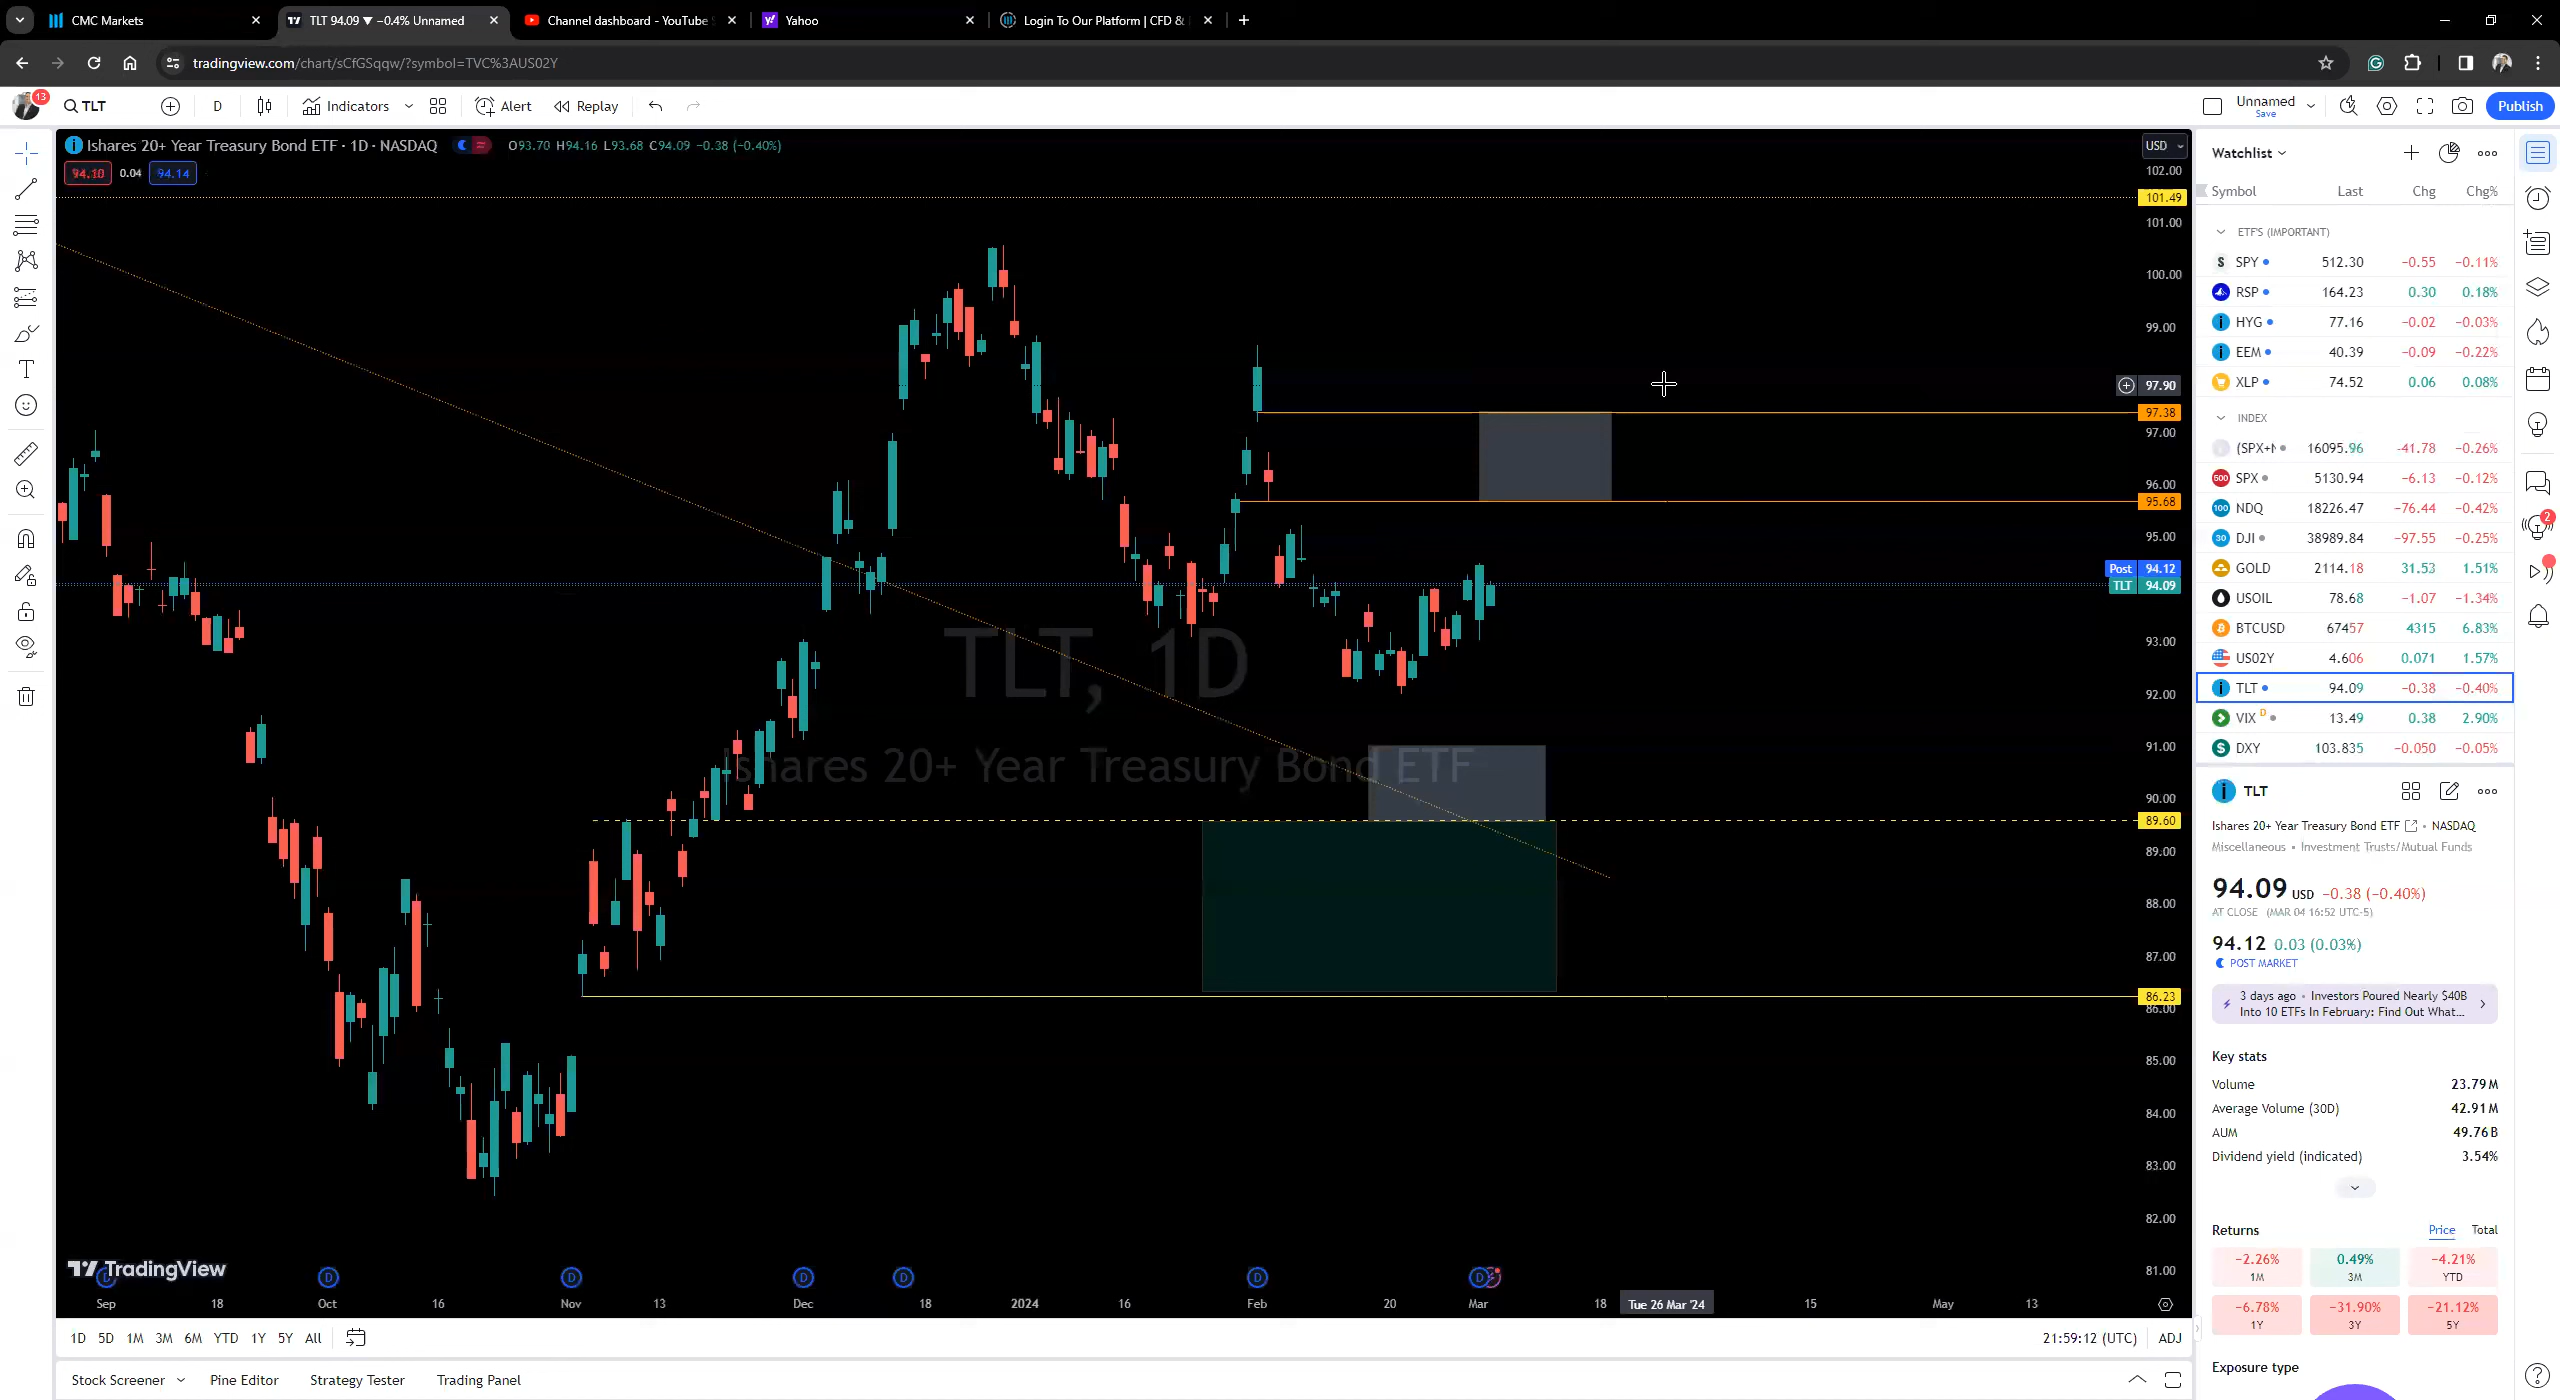 CMC Markets
TLT 94.09 ▼ −0.4% Unnamed
Channel dashboard - YouTube
Yahoo
Login To Our Platform | CFD &
tradingview.com/chart/sCfGSqqw/?symbol=TVC%3AUS02Y
13
TLT
D
Indicators
Alert
Replay
Unnamed
Save
Publish
Ishares 20+ Year Treasury Bond ETF · 1D · NASDAQ
O93.70 H94.16 L93.68 C94.09 −0.38 (−0.40%)
94.10 0.04 94.14
USD
102.00
101.49
101.00
100.00
99.00
97.90
97.38
97.00
96.00
95.68
95.00
Post 94.12
TLT 94.09
93.00
92.00
91.00
90.00
89.60
89.00
88.00
87.00
86.23
86.00
85.00
84.00
83.00
82.00
81.00
TLT, 1D
Ishares 20+ Year Treasury Bond ETF
TradingView
D D D D D D D
Sep 18 Oct 16 Nov 13 Dec 18 2024 16 Feb 20 Mar 18 Tue 26 Mar '24 15 May 13
1D 5D 1M 3M 6M YTD 1Y 5Y All
21:59:12 (UTC) ADJ
Stock Screener Pine Editor Strategy Tester Trading Panel
Watchlist
Symbol Last Chg Chg%
ETF'S (IMPORTANT)
SPY 512.30 −0.55 −0.11%
RSP 164.23 0.30 0.18%
HYG 77.16 −0.02 −0.03%
EEM 40.39 −0.09 −0.22%
XLP 74.52 0.06 0.08%
INDEX
(SPX+N 16095.96 -41.78 −0.26%
SPX 5130.94 −6.13 −0.12%
NDQ 18226.47 −76.44 −0.42%
DJI 38989.84 −97.55 −0.25%
GOLD 2114.18 31.53 1.51%
USOIL 78.68 −1.07 −1.34%
BTCUSD 67457 4315 6.83%
US02Y 4.606 0.071 1.57%
TLT 94.09 −0.38 −0.40%
VIX D 13.49 0.38 2.90%
DXY 103.835 −0.050 −0.05%
TLT
Ishares 20+ Year Treasury Bond ETF • NASDAQ
Miscellaneous • Investment Trusts/Mutual Funds
94.09 USD −0.38 (−0.40%)
AT CLOSE (MAR 04 16:52 UTC-5)
94.12 0.03 (0.03%)
POST MARKET
3 days ago • Investors Poured Nearly $40B
Into 10 ETFs In February: Find Out What...
Key stats
Volume 23.79M
Average Volume (30D) 42.91M
AUM 49.76B
Dividend yield (indicated) 3.54%
Returns Price Total
−2.26% 0.49% −4.21%
1M 3M YTD
−6.78% −31.90% −21.12%
1Y 3Y 5Y
Exposure type
2